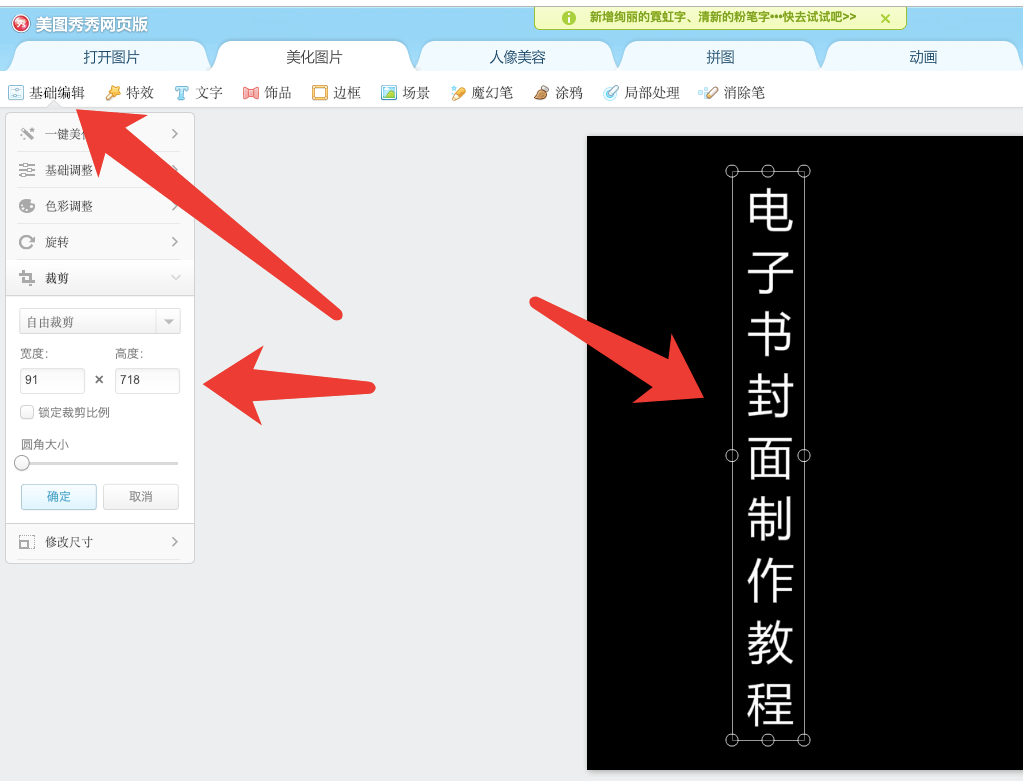 美图秀秀网页版
新增绚丽的霓虹字、清新的粉笔字•••快去试试吧>>
打开图片 美化图片 人像美容 拼图 动画
基础编辑 特效 文字 饰品 边框 场景 魔幻笔 涂鸦 局部处理 消除笔
一键美
基础调整
色彩调整
旋转
裁剪
自由裁剪
宽度: 高度:
91 × 718
锁定裁剪比例
圆角大小
确定 取消
修改尺寸
电子书封面制作教程